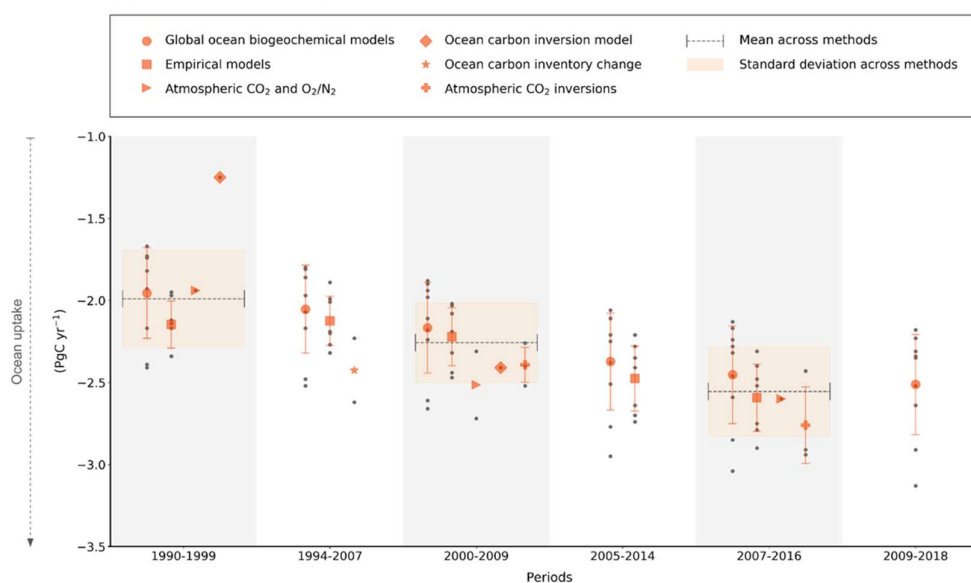 Global ocean biogeochemical models
Empirical models
Atmospheric CO₂ and O₂/N₂
Ocean carbon inversion model
Ocean carbon inventory change
Atmospheric CO₂ inversions
Mean across methods
Standard deviation across methods
Ocean uptake
(PgC yr⁻¹)
−1.0
−1.5
−2.0
−2.5
−3.0
−3.5
1990-1999
1994-2007
2000-2009
2005-2014
2007-2016
2009-2018
Periods